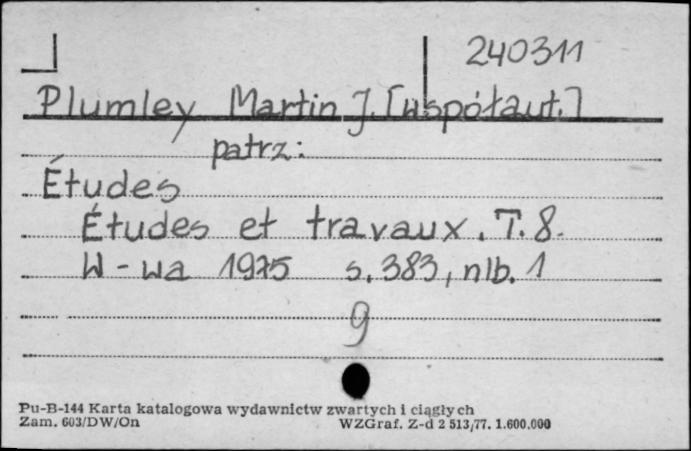 240311
Plumley Martin J. [współaut.]
patrz:
Études
Études et travaux. T. 8.
W-wa 1975 s. 383, nlb. 1
9
Pu-B-144 Karta katalogowa wydawnictw zwartych i ciągłych
Zam. 603/DW/On WZGraf. Z-d 2 513/77. 1.600.000